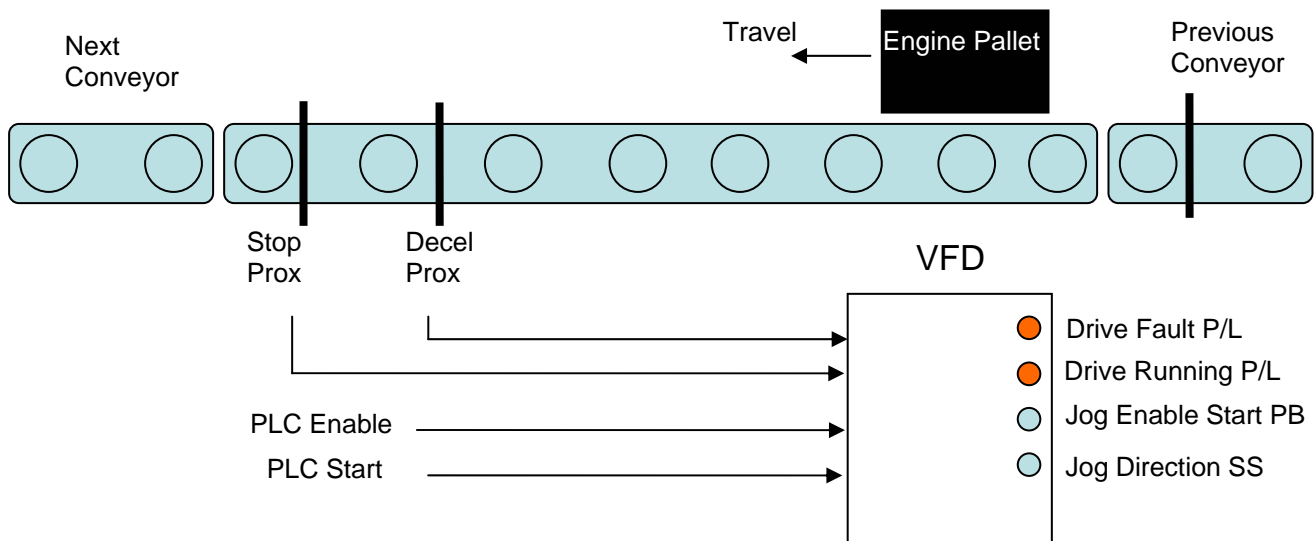 Next
Conveyor
Travel
Engine Pallet
Previous
Conveyor
Stop
Prox
Decel
Prox
VFD
Drive Fault P/L
Drive Running P/L
PLC Enable
Jog Enable Start PB
PLC Start
Jog Direction SS